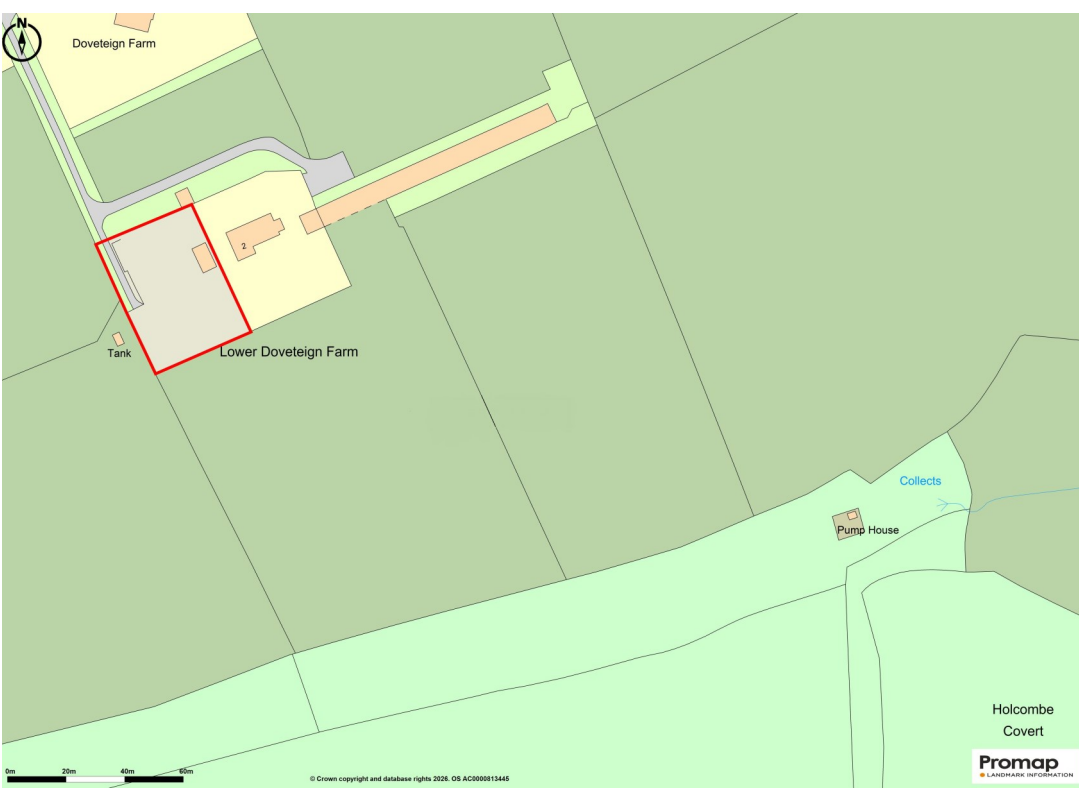 N
Doveteign Farm
2
Tank
Lower Doveteign Farm
Collects
Pump House
Holcombe
Covert
0m 20m 40m 60m
© Crown copyright and database rights 2026. OS AC0000813445
Promap
LANDMARK INFORMATION